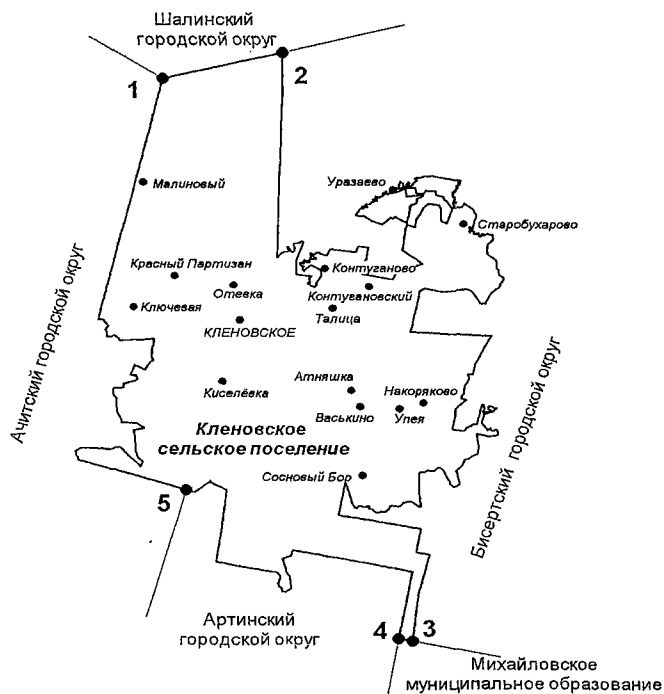 Шалинский
городской округ
1
2
Малиновый
Уразаево
Старобухарово
Красный Партизан
Контуганово
Отевка
Контугановский
Ключевая
Талица
КЛЕНОВСКОЕ
Ачитский городской округ
Бисертский городской округ
Киселёвка
Атняшка
Накоряково
Васькино
Упея
Кленовское
сельское поселение
Сосновый Бор
5
Артинский
городской округ
4
3
Михайловское
муниципальное образование